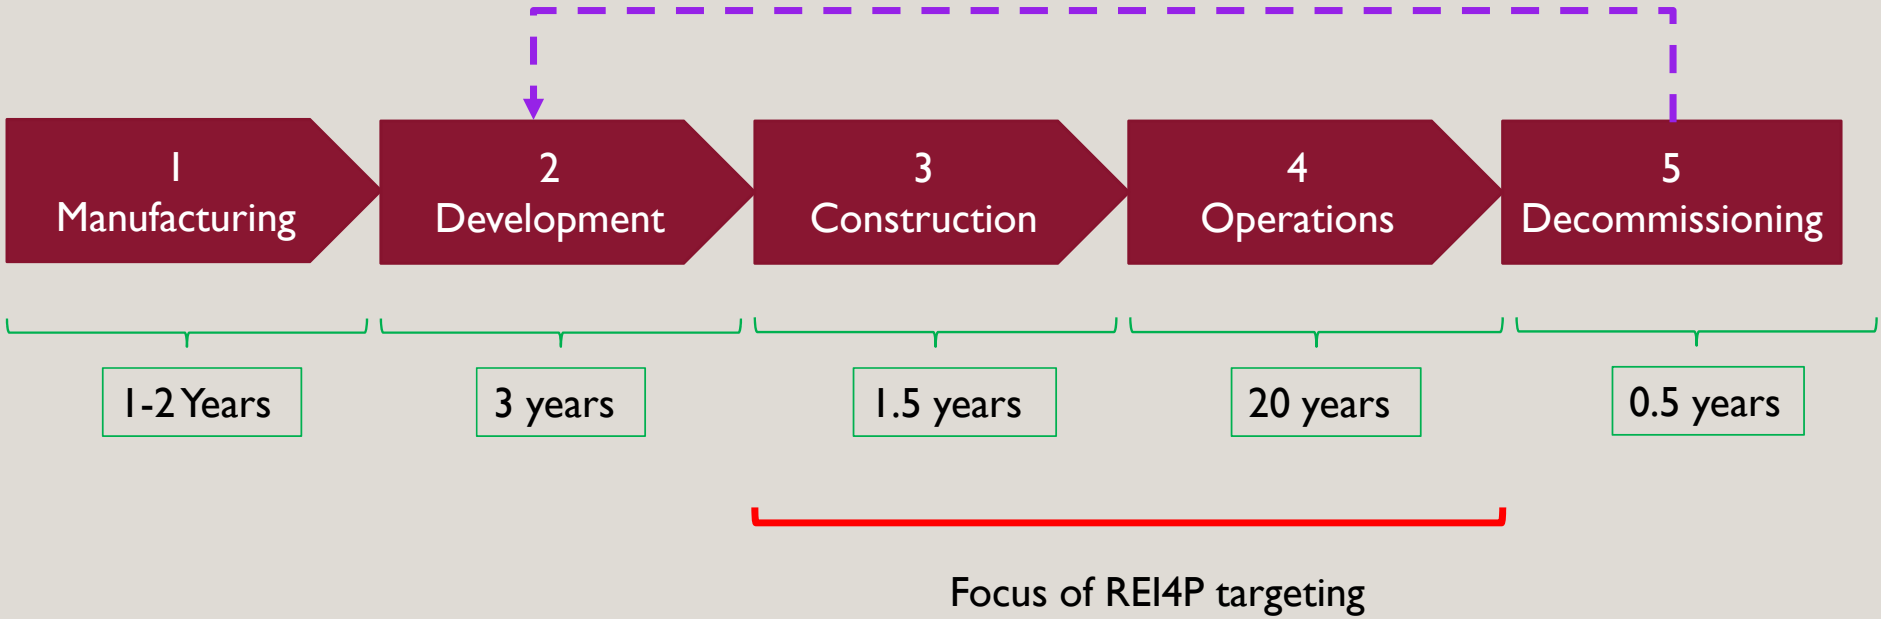 1
Manufacturing
2
Development
3
Construction
4
Operations
5
Decommissioning
1-2 Years
3 years
1.5 years
20 years
0.5 years
Focus of REI4P targeting